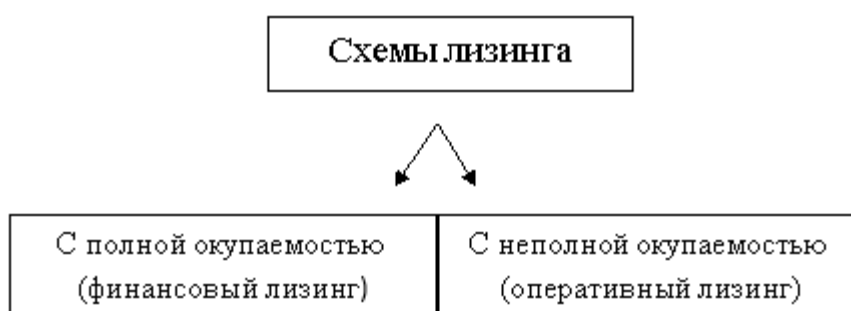 Схемы лизинга
С полной окупаемостью
(финансовый лизинг)
С неполной окупаемостью
(оперативный лизинг)